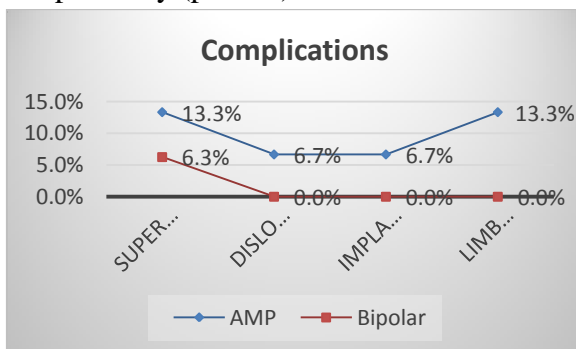 Complications
15.0%
10.0%
5.0%
0.0%
13.3%
6.7%
6.7%
13.3%
6.3%
0.0%
0.0%
0.0%
SUPER...
DISLO...
IMPLA...
LIMB...
AMP
Bipolar